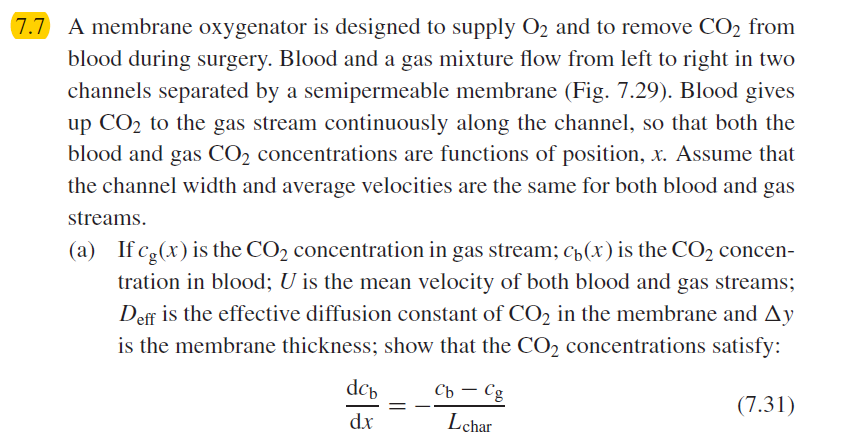 7.7 A membrane oxygenator is designed to supply O₂ and to remove CO₂ from
blood during surgery. Blood and a gas mixture flow from left to right in two
channels separated by a semipermeable membrane (Fig. 7.29). Blood gives
up CO₂ to the gas stream continuously along the channel, so that both the
blood and gas CO₂ concentrations are functions of position, x. Assume that
the channel width and average velocities are the same for both blood and gas
streams.
(a) If c_g(x) is the CO₂ concentration in gas stream; c_b(x) is the CO₂ concen-
tration in blood; U is the mean velocity of both blood and gas streams;
D_eff is the effective diffusion constant of CO₂ in the membrane and Δy
is the membrane thickness; show that the CO₂ concentrations satisfy:
dc_b/dx = −(c_b − c_g)/L_char (7.31)